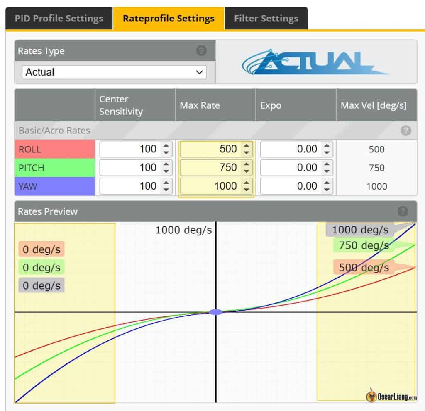 PID Profile Settings Rateprofile Settings Filter Settings
Rates Type ?
Actual
ACTUAL
Center Sensitivity Max Rate Expo Max Vel [deg/s]
Basic/Acro Rates ?
ROLL 100 500 0.00 500
PITCH 100 750 0.00 750
YAW 100 1000 0.00 1000
Rates Preview ?
1000 deg/s 1000 deg/s
0 deg/s 750 deg/s
0 deg/s 500 deg/s
0 deg/s
OscarLiang.com